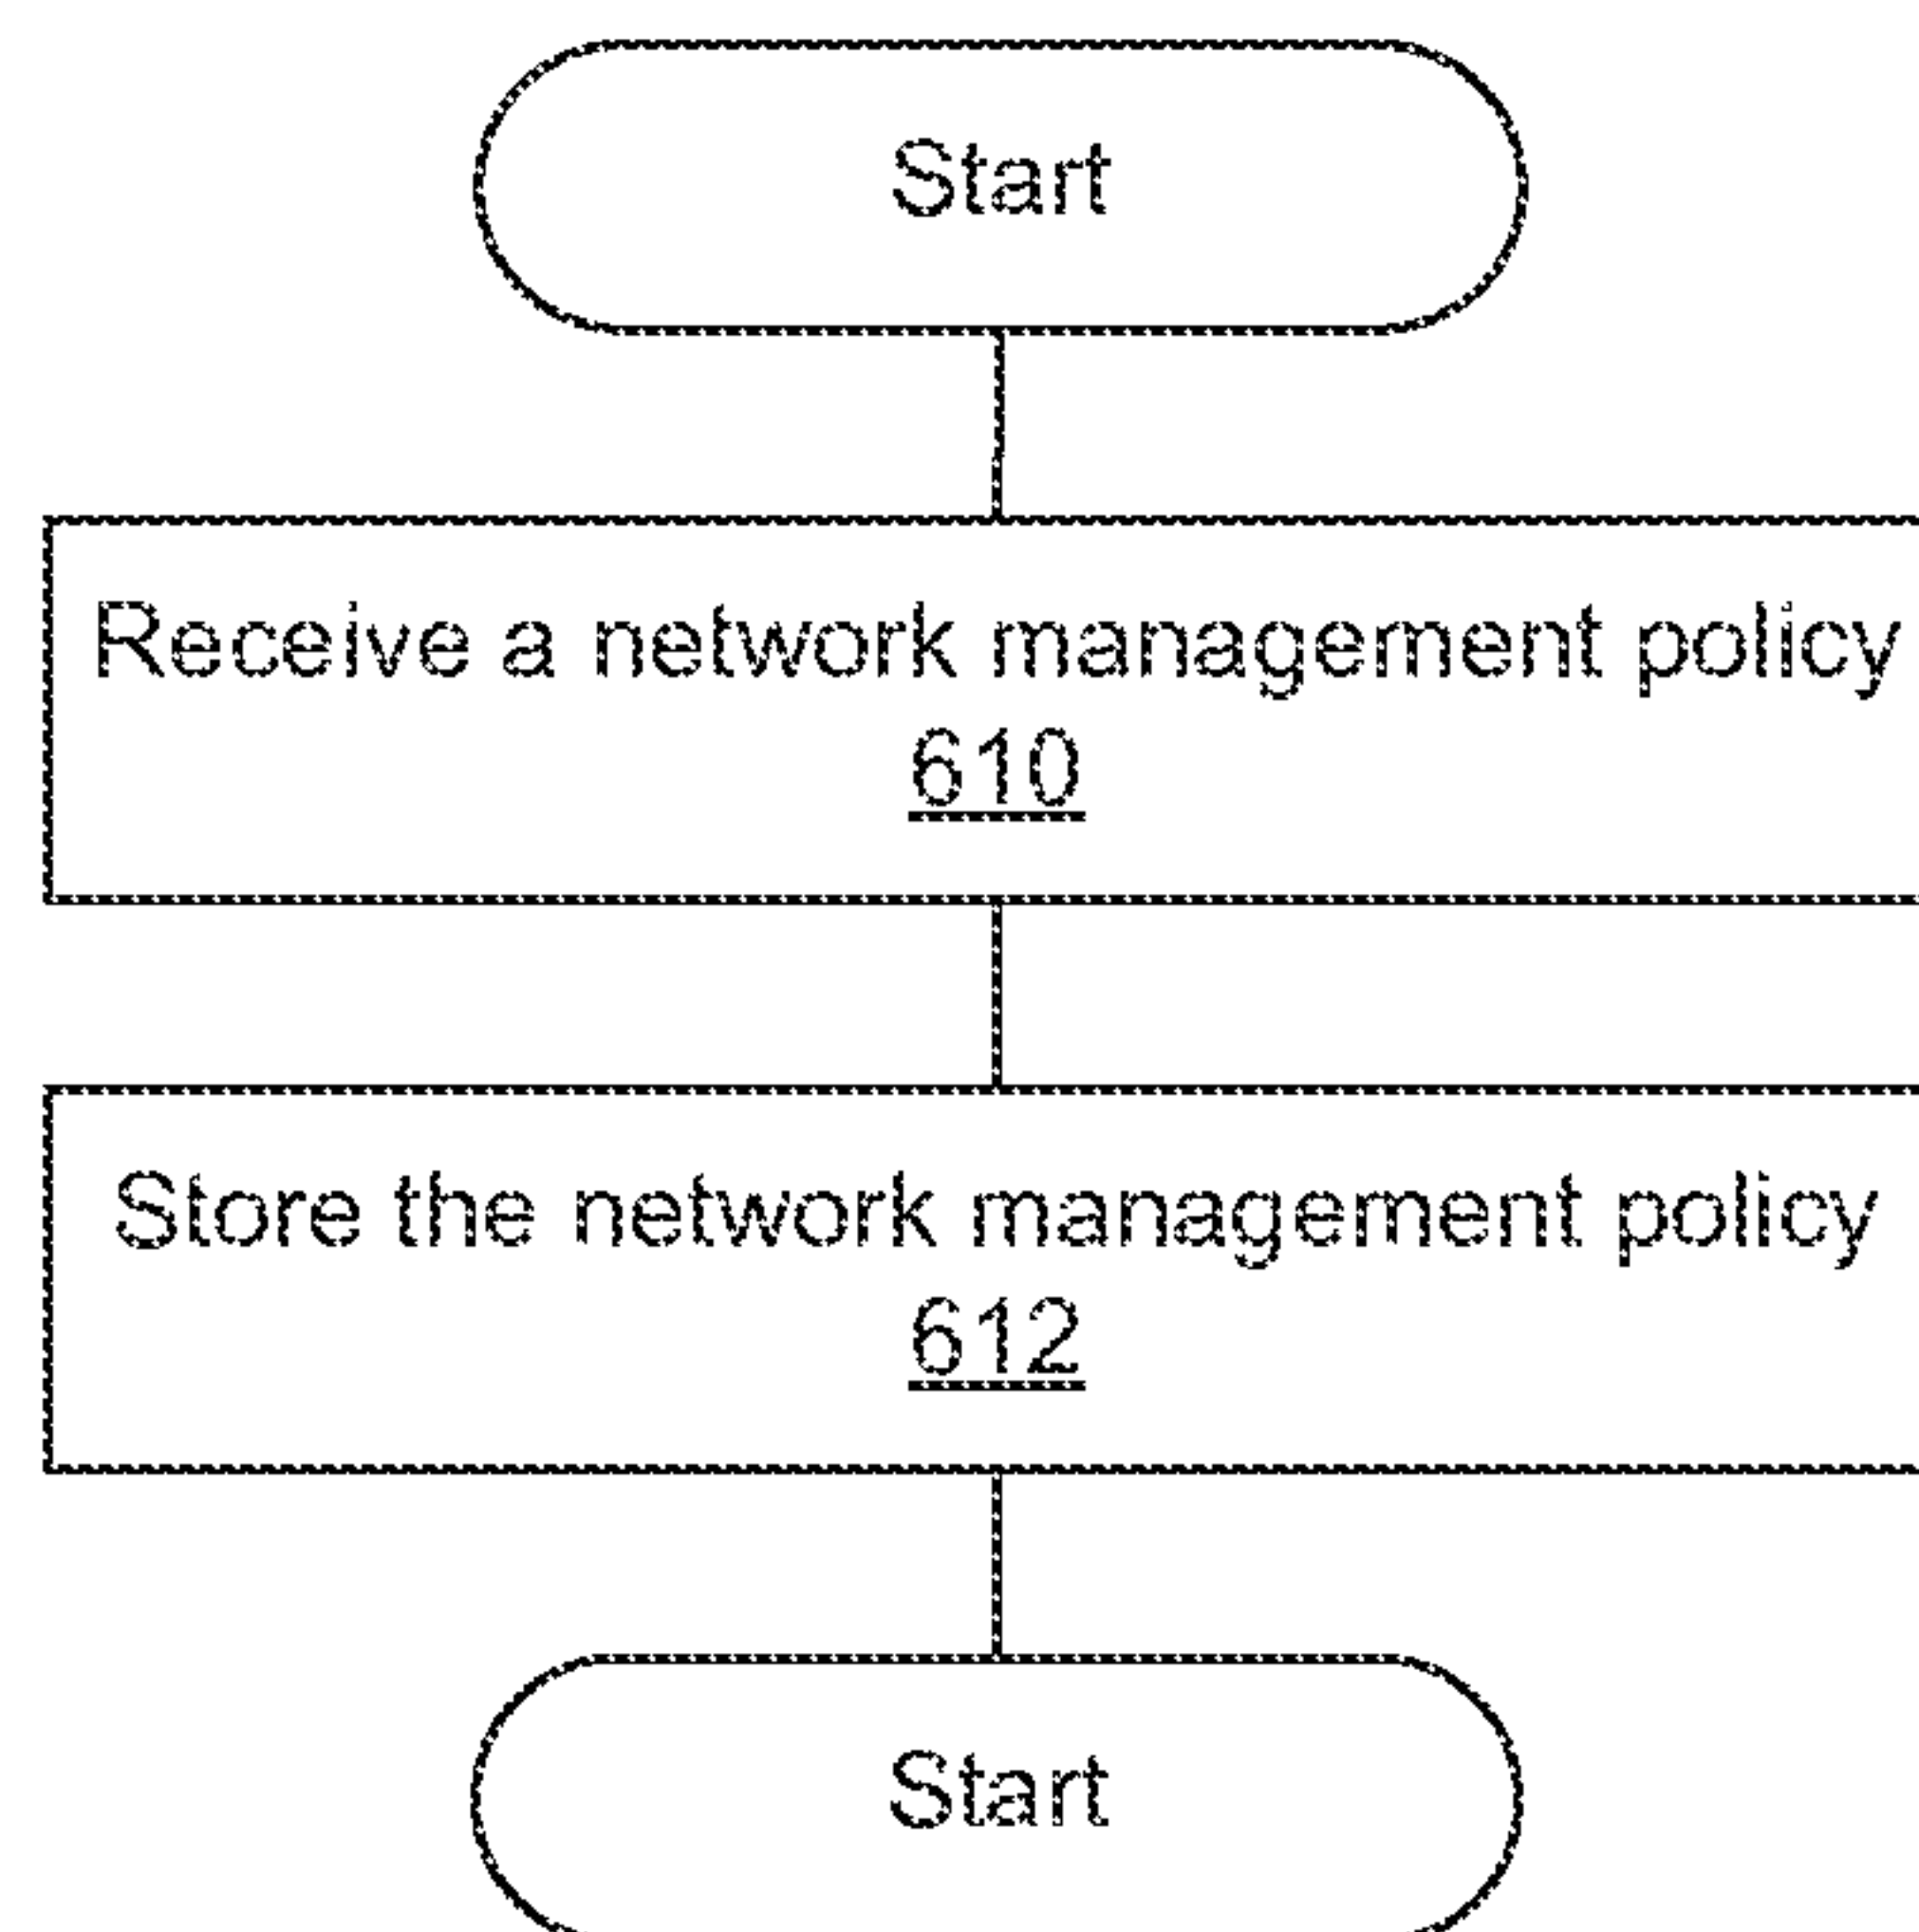 Start
Receive a network management policy
610
Store the network management policy
612
Start